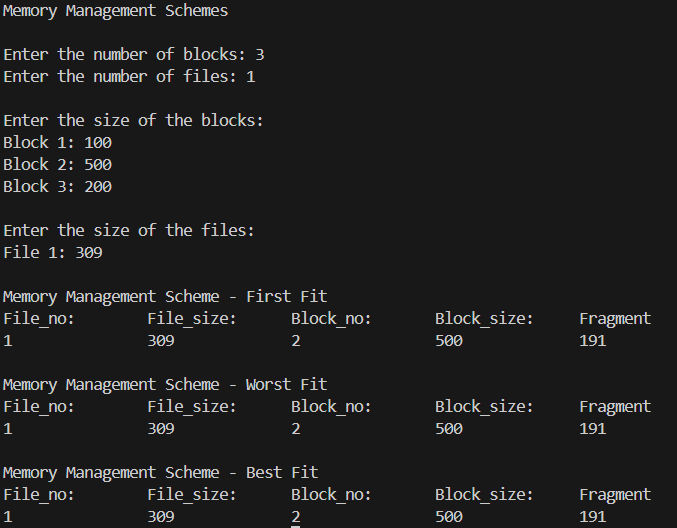 Memory Management Schemes
Enter the number of blocks: 3
Enter the number of files: 1
Enter the size of the blocks:
Block 1: 100
Block 2: 500
Block 3: 200
Enter the size of the files:
File 1: 309
Memory Management Scheme - First Fit
File_no: File_size: Block_no: Block_size: Fragment
1 309 2 500 191
Memory Management Scheme - Worst Fit
File_no: File_size: Block_no: Block_size: Fragment
1 309 2 500 191
Memory Management Scheme - Best Fit
File_no: File_size: Block_no: Block_size: Fragment
1 309 2 500 191